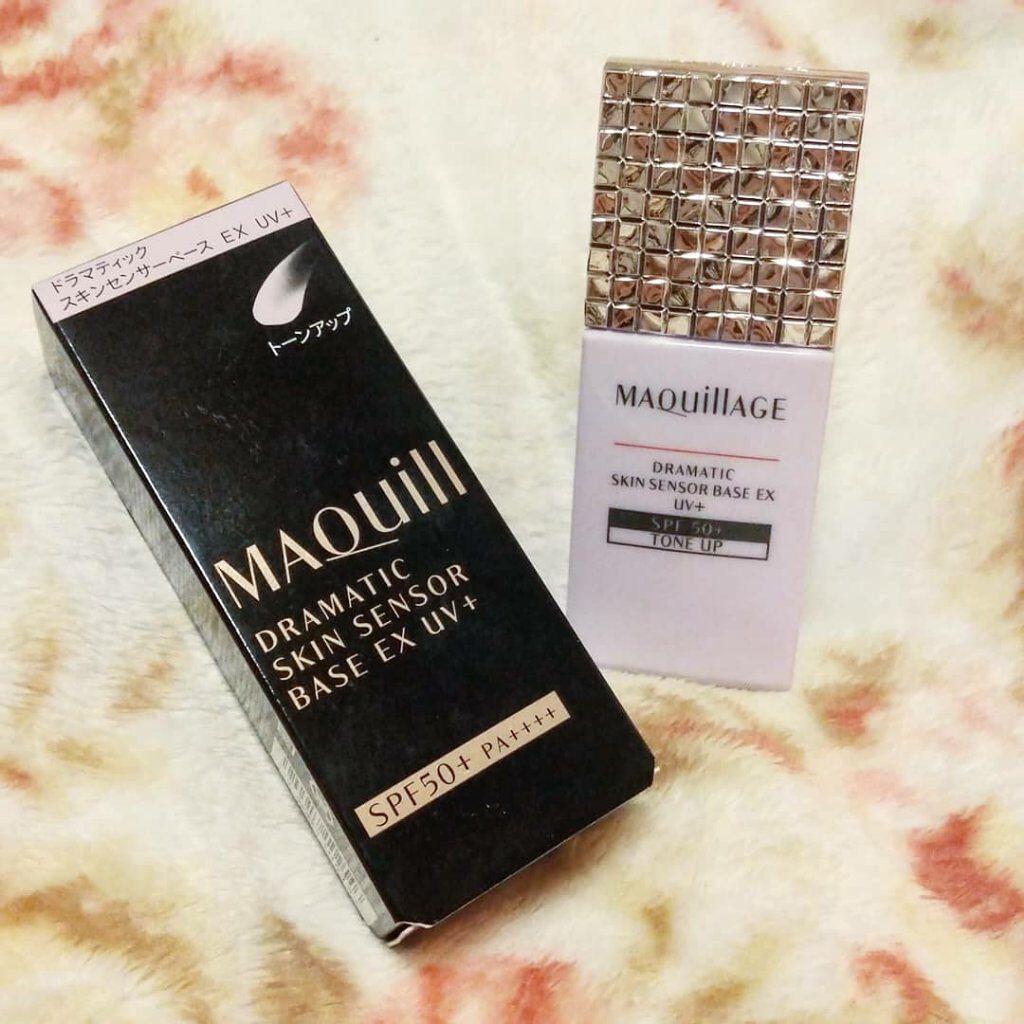 ドラマティック
スキンセンサーベース EX UV+
トーンアップ
MAQuill
DRAMATIC
SKIN SENSOR
BASE EX UV+
SPF50+ PA++++
MAQuillAGE
DRAMATIC
SKIN SENSOR BASE EX
UV+
SPF 50+
TONE UP